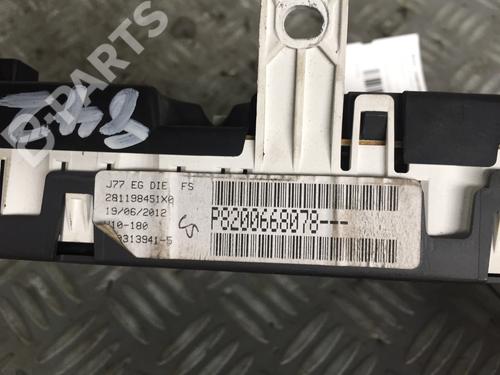 B-PARTS
J77 EG DIE FS
281198451X0
19/06/2012
P8200668078---